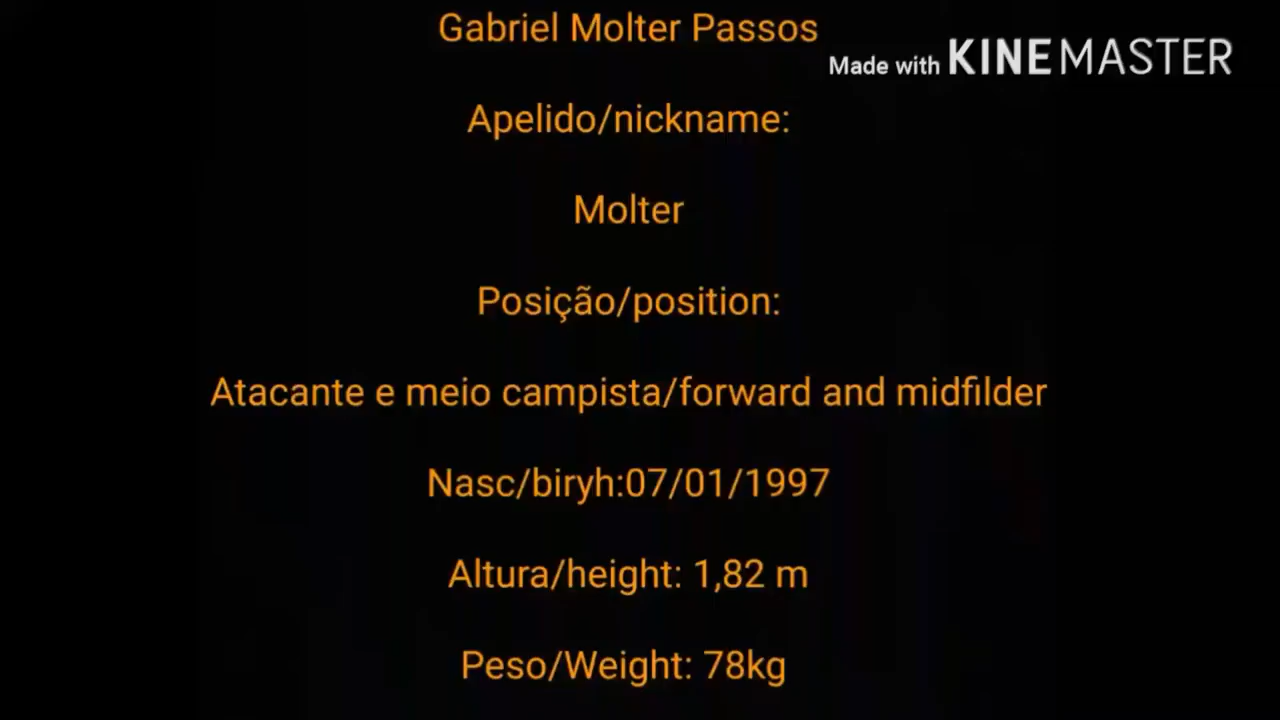 Gabriel Molter Passos
Made with KINEMASTER
Apelido/nickname:
Molter
Posição/position:
Atacante e meio campista/forward and midfilder
Nasc/biryh:07/01/1997
Altura/height: 1,82 m
Peso/Weight: 78kg